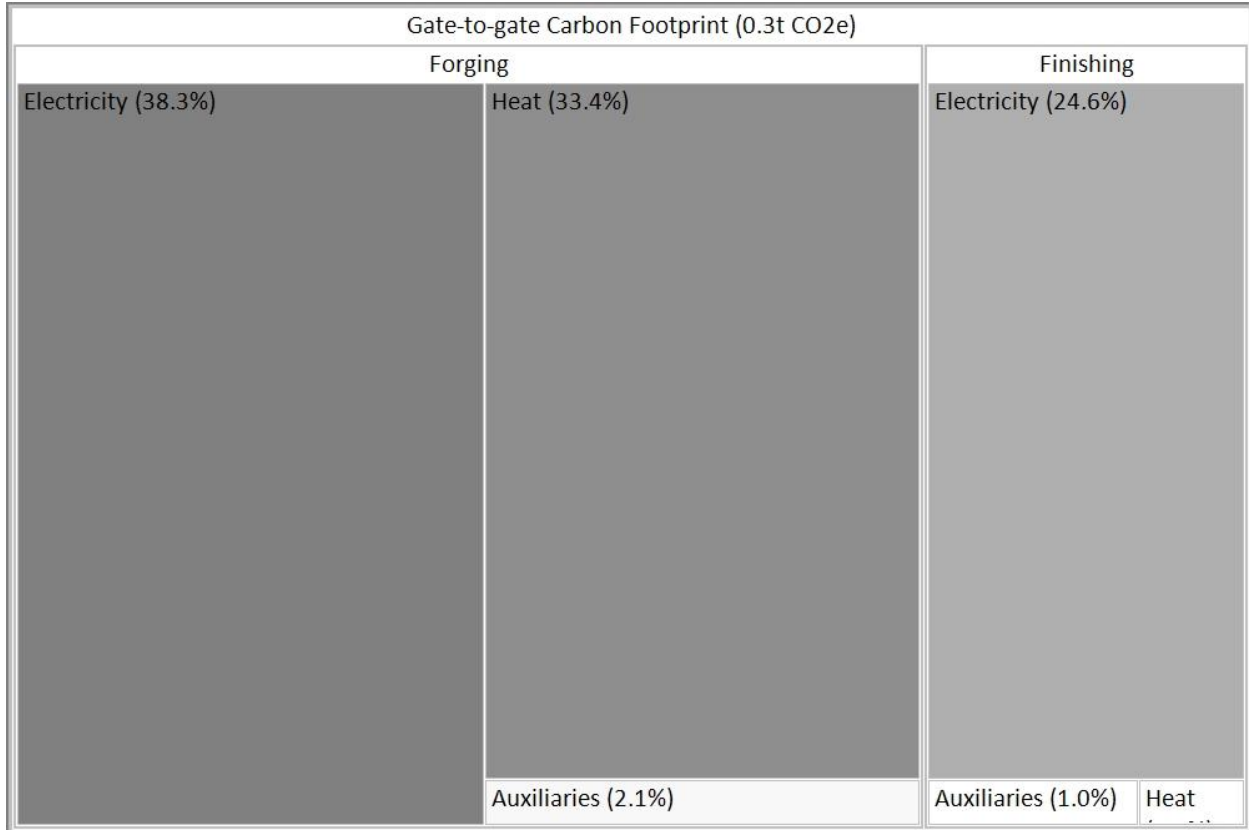 Gate-to-gate Carbon Footprint (0.3t CO2e)
Forging
Finishing
Electricity (38.3%)
Heat (33.4%)
Electricity (24.6%)
Auxiliaries (2.1%)
Auxiliaries (1.0%)
Heat